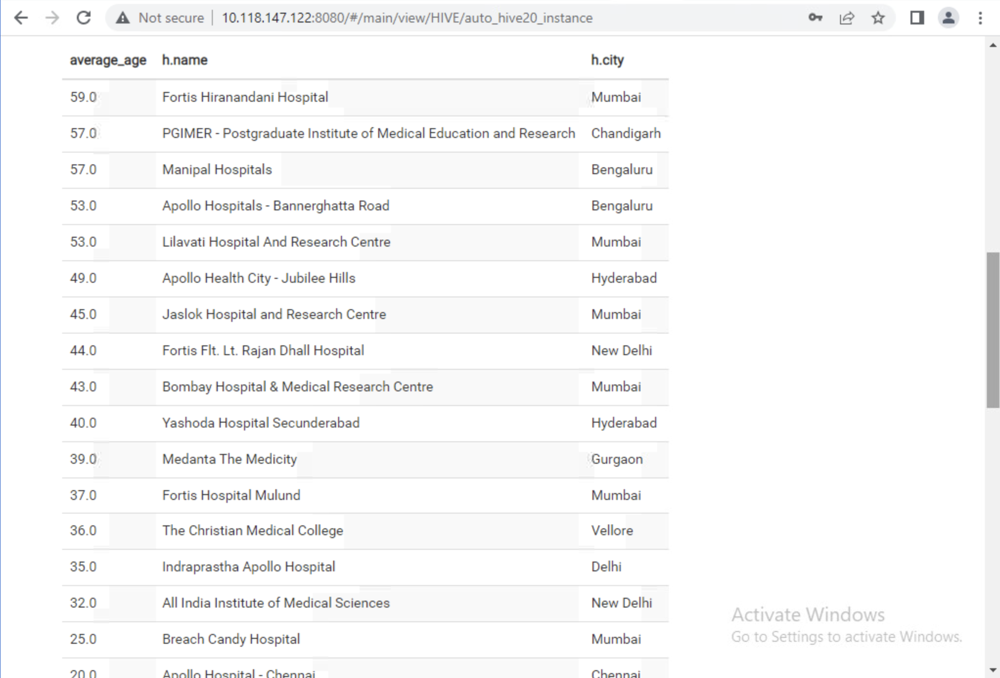 Not secure 10.118.147.122:8080/#/main/view/HIVE/auto_hive20_instance
average_age h.name h.city
59.0 Fortis Hiranandani Hospital Mumbai
57.0 PGIMER - Postgraduate Institute of Medical Education and Research Chandigarh
57.0 Manipal Hospitals Bengaluru
53.0 Apollo Hospitals - Bannerghatta Road Bengaluru
53.0 Lilavati Hospital And Research Centre Mumbai
49.0 Apollo Health City - Jubilee Hills Hyderabad
45.0 Jaslok Hospital and Research Centre Mumbai
44.0 Fortis Flt. Lt. Rajan Dhall Hospital New Delhi
43.0 Bombay Hospital & Medical Research Centre Mumbai
40.0 Yashoda Hospital Secunderabad Hyderabad
39.0 Medanta The Medicity Gurgaon
37.0 Fortis Hospital Mulund Mumbai
36.0 The Christian Medical College Vellore
35.0 Indraprastha Apollo Hospital Delhi
32.0 All India Institute of Medical Sciences New Delhi
25.0 Breach Candy Hospital Mumbai
20.0 Apollo Hospital - Chennai Chennai
Activate Windows
Go to Settings to activate Windows.